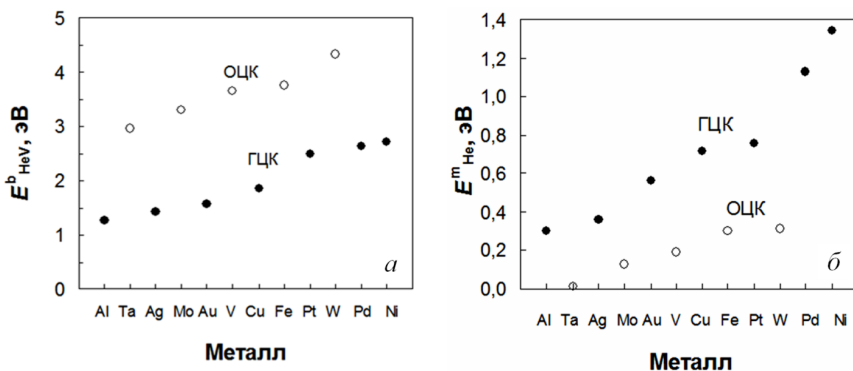 5
4
3
2
1
0
E^b_HeV, эВ
ОЦК
ГЦК
а
Al Ta Ag Mo Au V Cu Fe Pt W Pd Ni
Металл
1,4
1,2
1,0
0,8
0,6
0,4
0,2
0,0
E^m_He, эВ
ГЦК
ОЦК
б
Al Ta Ag Mo Au V Cu Fe Pt W Pd Ni
Металл